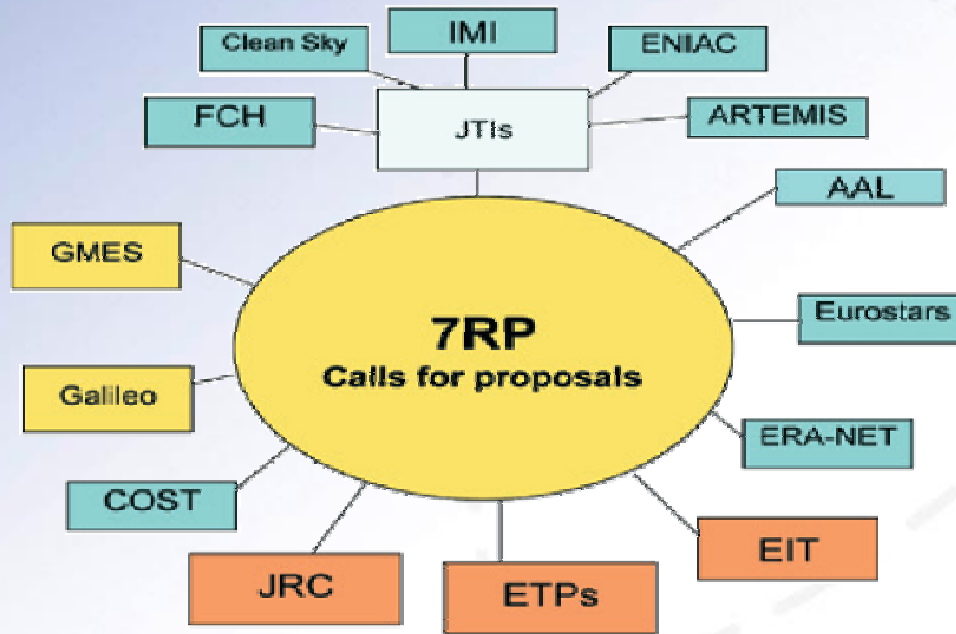 Clean Sky
IMI
ENIAC
FCH
JTIs
ARTEMIS
AAL
GMES
Eurostars
7RP
Calls for proposals
Galileo
ERA-NET
COST
EIT
JRC
ETPs